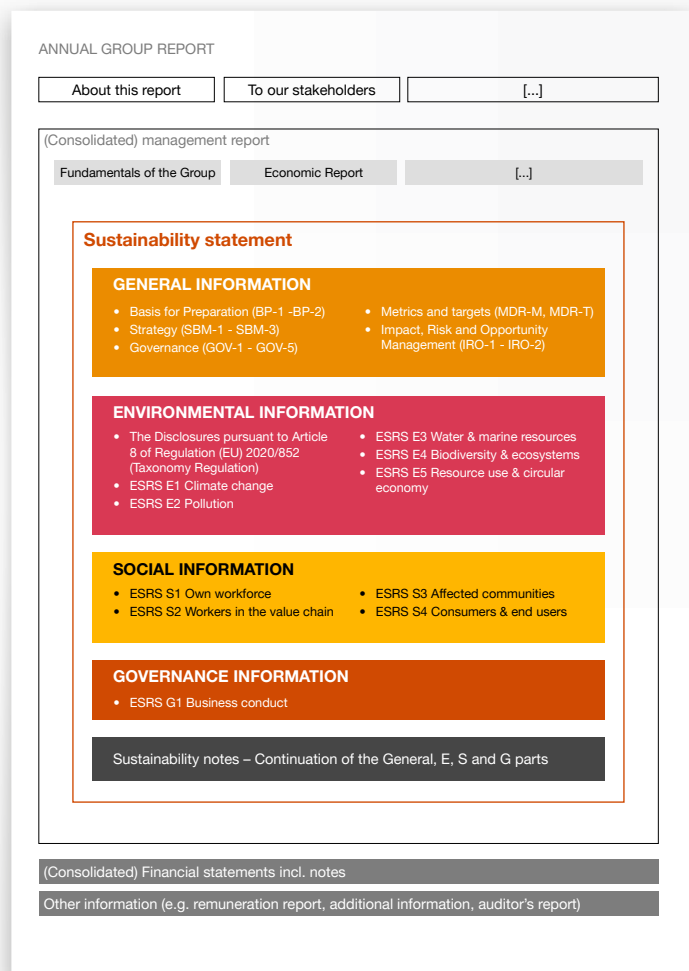 ANNUAL GROUP REPORT
About this report
To our stakeholders
[...]
(Consolidated) management report
Fundamentals of the Group
Economic Report
[...]
Sustainability statement
GENERAL INFORMATION
• Basis for Preparation (BP-1 -BP-2)
• Strategy (SBM-1 - SBM-3)
• Governance (GOV-1 - GOV-5)
• Metrics and targets (MDR-M, MDR-T)
• Impact, Risk and Opportunity
Management (IRO-1 - IRO-2)
ENVIRONMENTAL INFORMATION
• The Disclosures pursuant to Article
8 of Regulation (EU) 2020/852
(Taxonomy Regulation)
• ESRS E1 Climate change
• ESRS E2 Pollution
• ESRS E3 Water & marine resources
• ESRS E4 Biodiversity & ecosystems
• ESRS E5 Resource use & circular
economy
SOCIAL INFORMATION
• ESRS S1 Own workforce
• ESRS S2 Workers in the value chain
• ESRS S3 Affected communities
• ESRS S4 Consumers & end users
GOVERNANCE INFORMATION
• ESRS G1 Business conduct
Sustainability notes – Continuation of the General, E, S and G parts
(Consolidated) Financial statements incl. notes
Other information (e.g. remuneration report, additional information, auditor's report)